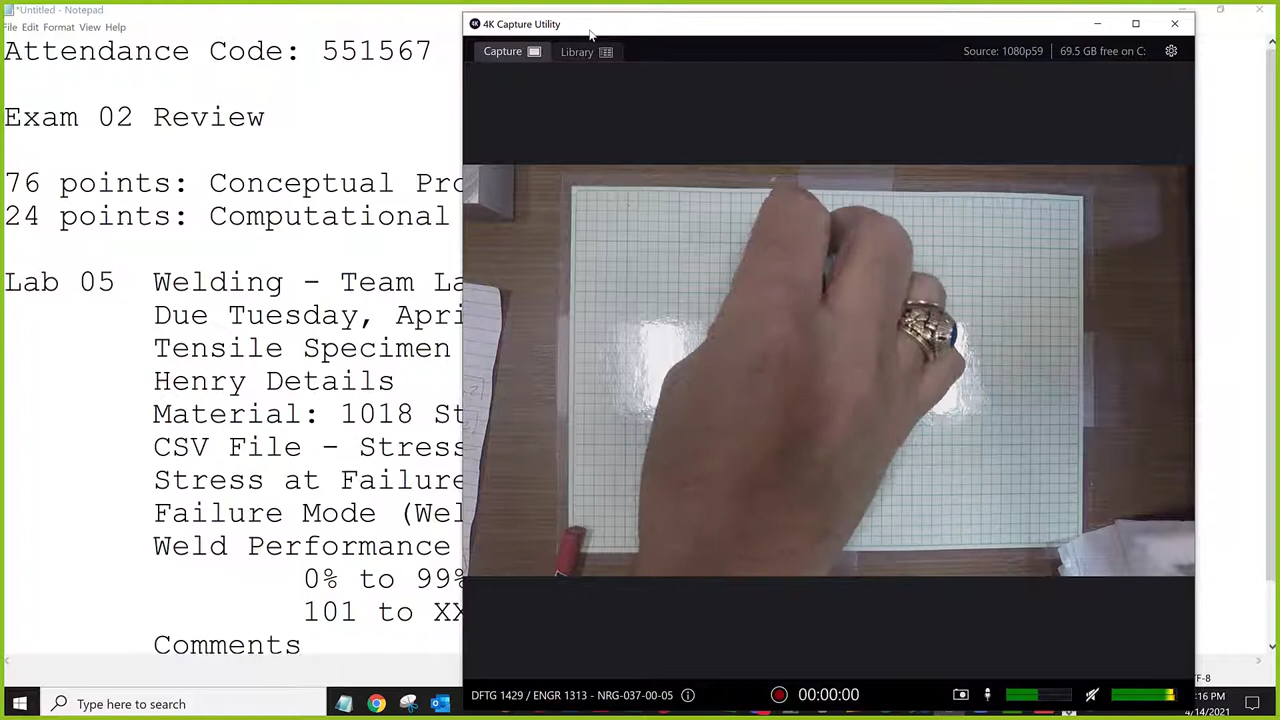 *Untitled - Notepad
File Edit Format View Help
Attendance Code: 551567
Exam 02 Review
76 points: Conceptual Pro
24 points: Computational
Lab 05 Welding - Team La
Due Tuesday, Apri
Tensile Specimen
Henry Details
Material: 1018 St
CSV File - Stress
Stress at Failure
Failure Mode (Wel
Weld Performance
0% to 99%
101 to XX
Comments
4K Capture Utility
Capture
Library
Source: 1080p59
69.5 GB free on C:
DFTG 1429 / ENGR 1313 - NRG-037-00-05
00:00:00
Type here to search
:16 PM
4/14/2021